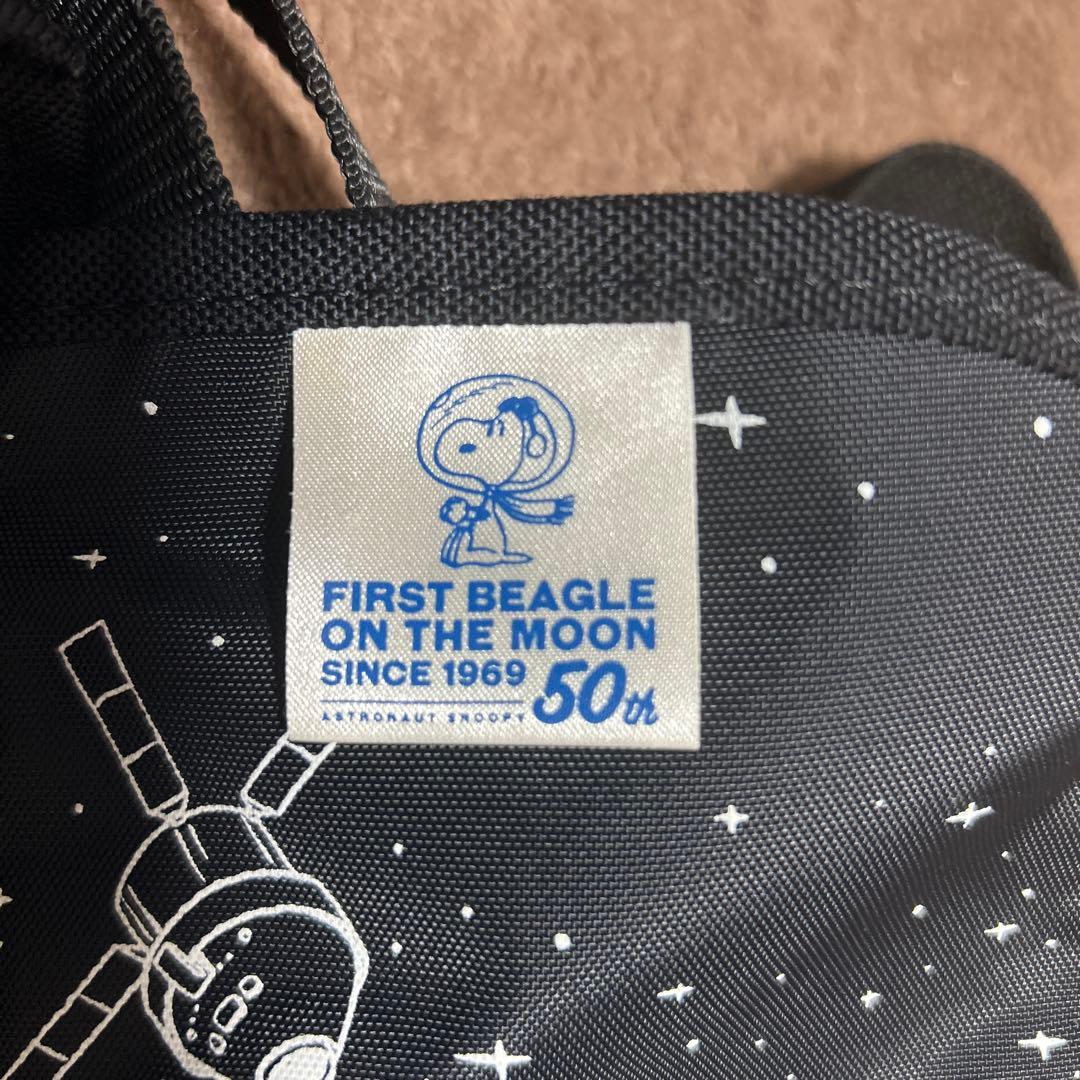 FIRST BEAGLE
ON THE MOON
SINCE 1969
50th
ASTRONAUT SNOOPY